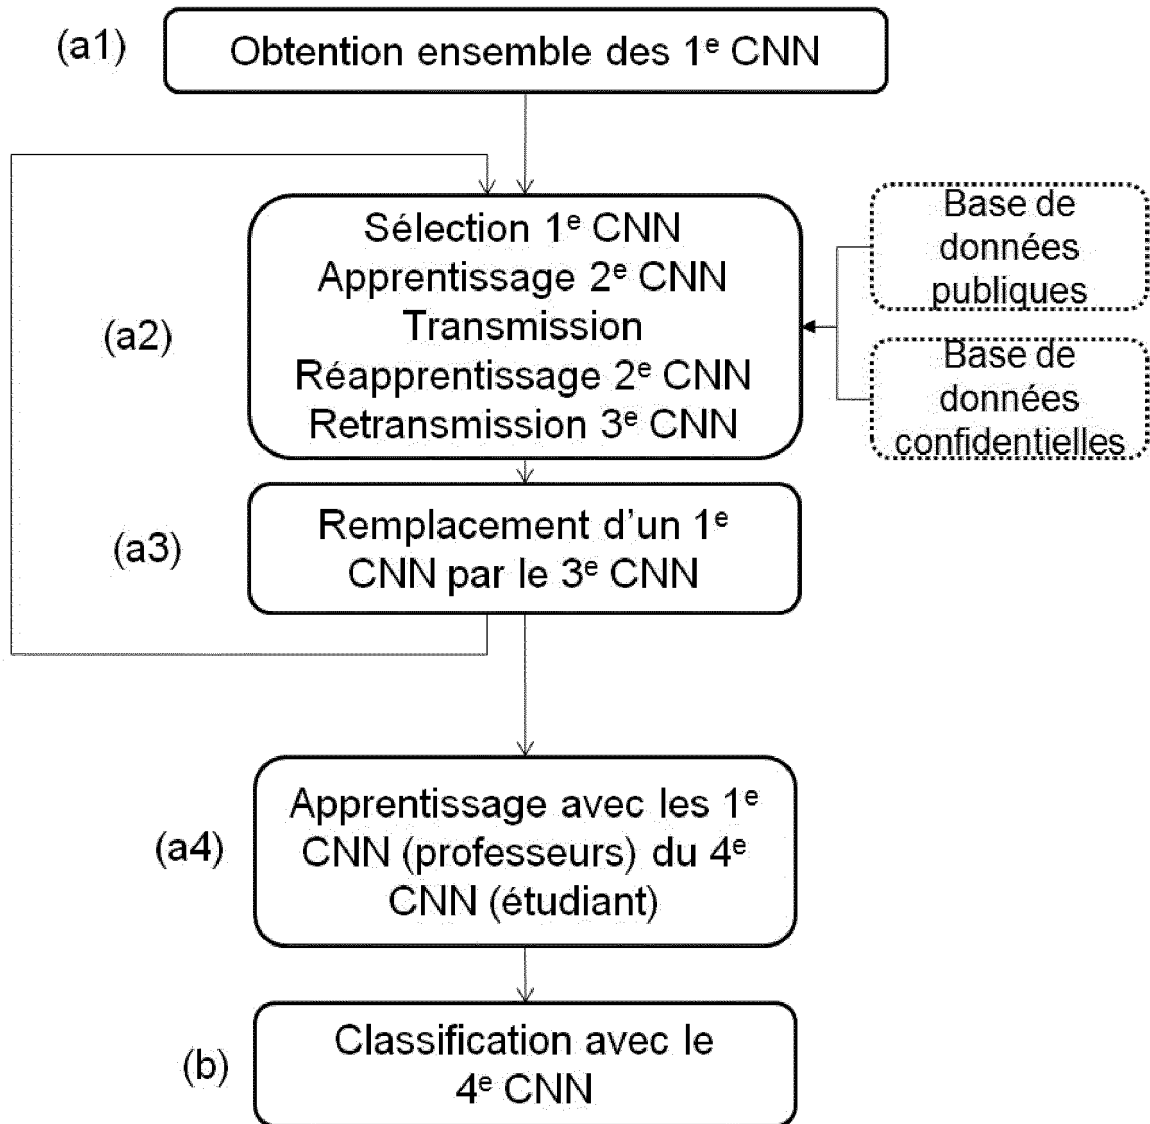 (a1)
Obtention ensemble des 1e CNN
(a2)
Sélection 1e CNN
Apprentissage 2e CNN
Transmission
Réapprentissage 2e CNN
Retransmission 3e CNN
Base de
données
publiques
Base de
données
confidentielles
(a3)
Remplacement d’un 1e
CNN par le 3e CNN
(a4)
Apprentissage avec les 1e
CNN (professeurs) du 4e
CNN (étudiant)
(b)
Classification avec le
4e CNN